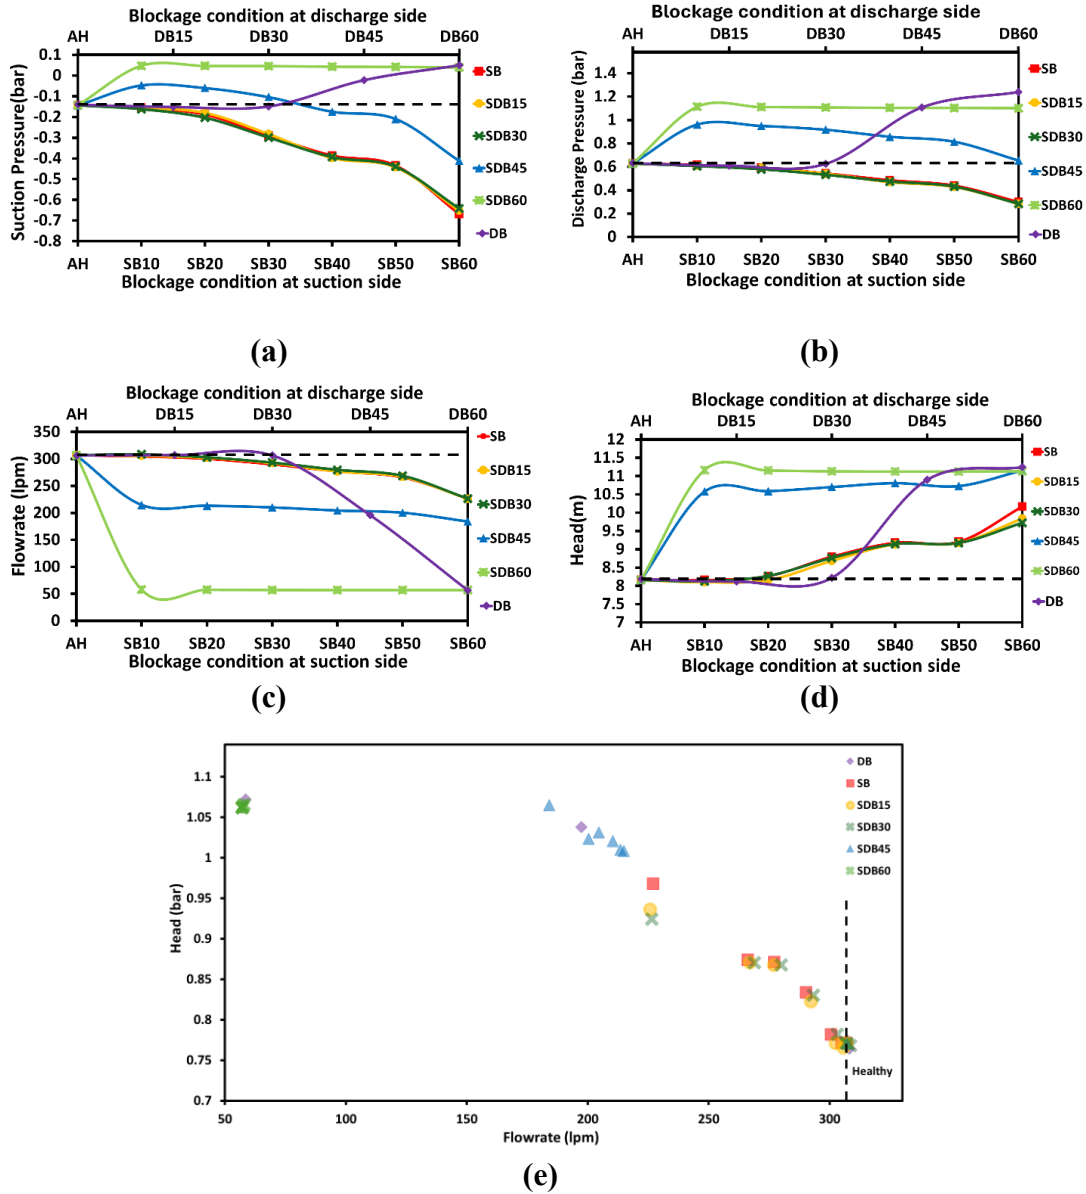 Blockage condition at discharge side
AH DB15 DB30 DB45 DB60
Suction Pressure(bar)
0.1
0
-0.1
-0.2
-0.3
-0.4
-0.5
-0.6
-0.7
-0.8
AH SB10 SB20 SB30 SB40 SB50 SB60
Blockage condition at suction side
SB
SDB15
SDB30
SDB45
SDB60
DB
(a)
Blockage condition at discharge side
AH DB15 DB30 DB45 DB60
Discharge Pressure (bar)
1.4
1.2
1
0.8
0.6
0.4
0.2
0
AH SB10 SB20 SB30 SB40 SB50 SB60
Blockage condition at suction side
SB
SDB15
SDB30
SDB45
SDB60
DB
(b)
Blockage condition at discharge side
AH DB15 DB30 DB45 DB60
Flowrate (lpm)
350
300
250
200
150
100
50
0
AH SB10 SB20 SB30 SB40 SB50 SB60
Blockage condition at suction side
SB
SDB15
SDB30
SDB45
SDB60
DB
(c)
Blockage condition at discharge side
AH DB15 DB30 DB45 DB60
Head(m)
12
11.5
11
10.5
10
9.5
9
8.5
8
7.5
7
AH SB10 SB20 SB30 SB40 SB50 SB60
Blockage condition at suction side
SB
SDB15
SDB30
SDB45
SDB60
DB
(d)
Head (bar)
1.1
1.05
1
0.95
0.9
0.85
0.8
0.75
0.7
50 100 150 200 250 300
Flowrate (lpm)
DB
SB
SDB15
SDB30
SDB45
SDB60
Healthy
(e)